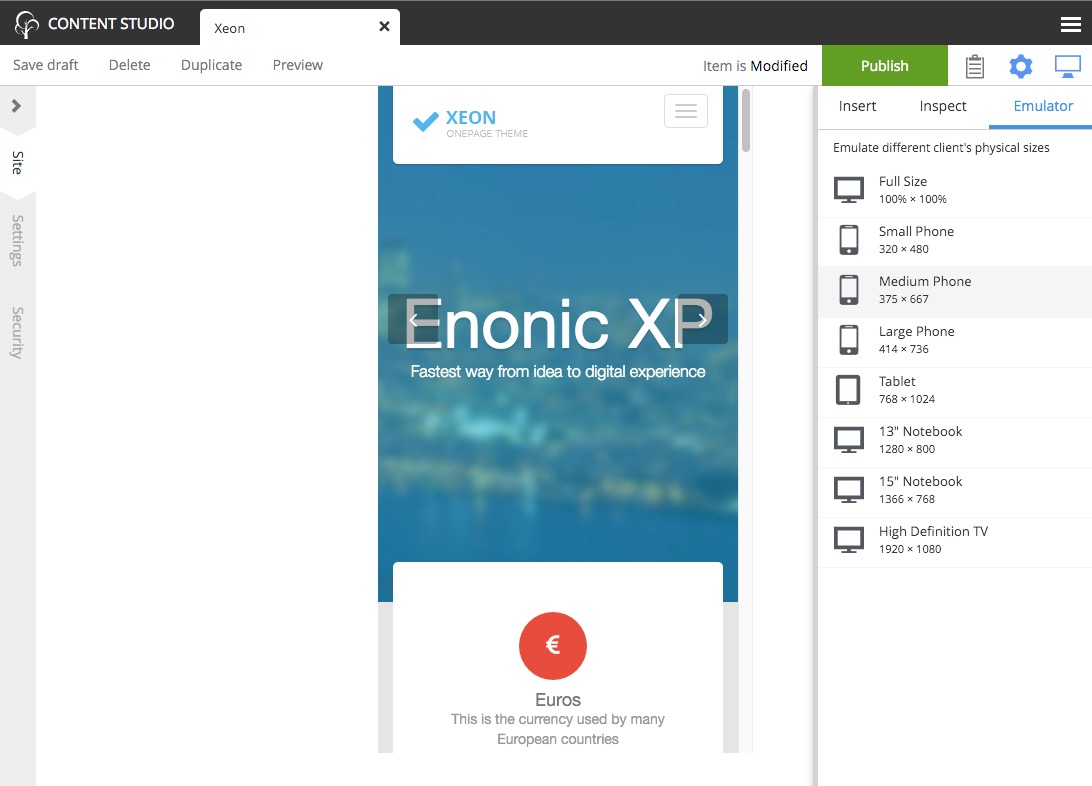 CONTENT STUDIO
Xeon
Save draft
Delete
Duplicate
Preview
Item is Modified
Publish
Site
Settings
Security
XEON
ONEPAGE THEME
Enonic XP
Fastest way from idea to digital experience
€
Euros
This is the currency used by many
European countries
Insert
Inspect
Emulator
Emulate different client's physical sizes
Full Size
100% × 100%
Small Phone
320 × 480
Medium Phone
375 × 667
Large Phone
414 × 736
Tablet
768 × 1024
13" Notebook
1280 × 800
15" Notebook
1366 × 768
High Definition TV
1920 × 1080